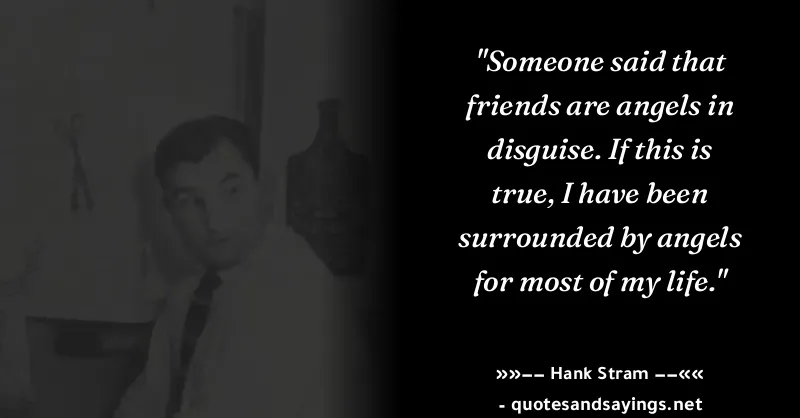 "Someone said that
friends are angels in
disguise. If this is
true, I have been
surrounded by angels
for most of my life."
»»–– Hank Stram ––««
- quotesandsayings.net